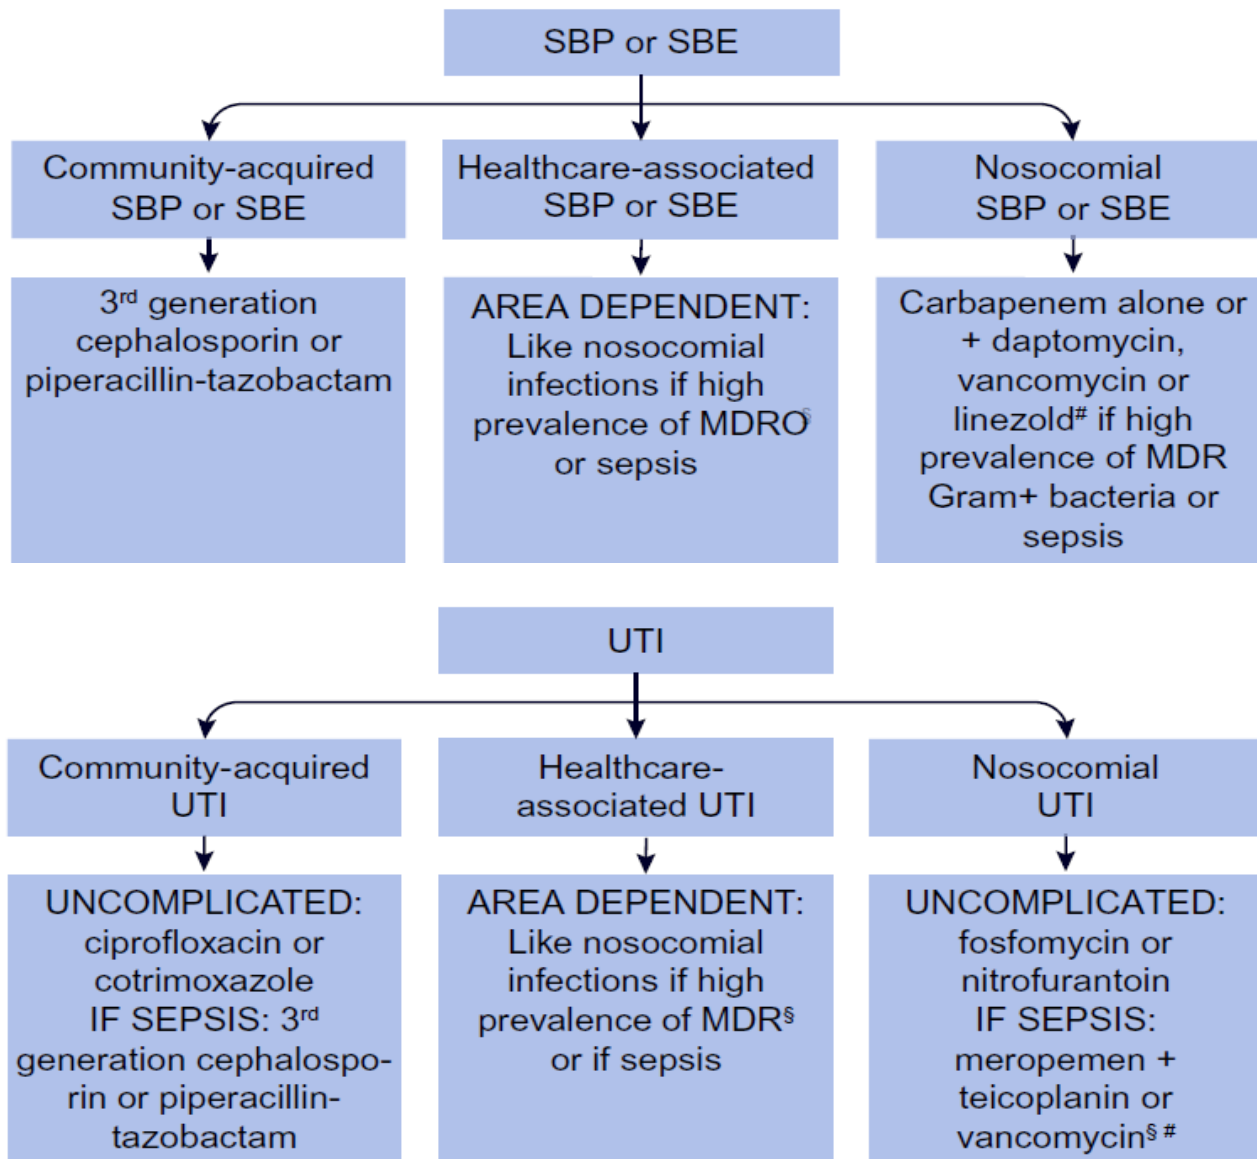 SBP or SBE
Community-acquired
SBP or SBE
Healthcare-associated
SBP or SBE
Nosocomial
SBP or SBE
3rd generation
cephalosporin or
piperacillin-tazobactam
AREA DEPENDENT:
Like nosocomial
infections if high
prevalence of MDRO§
or sepsis
Carbapenem alone or
+ daptomycin,
vancomycin or
linezold# if high
prevalence of MDR
Gram+ bacteria or
sepsis
UTI
Community-acquired
UTI
Healthcare-
associated UTI
Nosocomial
UTI
UNCOMPLICATED:
ciprofloxacin or
cotrimoxazole
IF SEPSIS: 3rd
generation cephalospo-
rin or piperacillin-
tazobactam
AREA DEPENDENT:
Like nosocomial
infections if high
prevalence of MDR§
or if sepsis
UNCOMPLICATED:
fosfomycin or
nitrofurantoin
IF SEPSIS:
meropemen +
teicoplanin or
vancomycin§ #